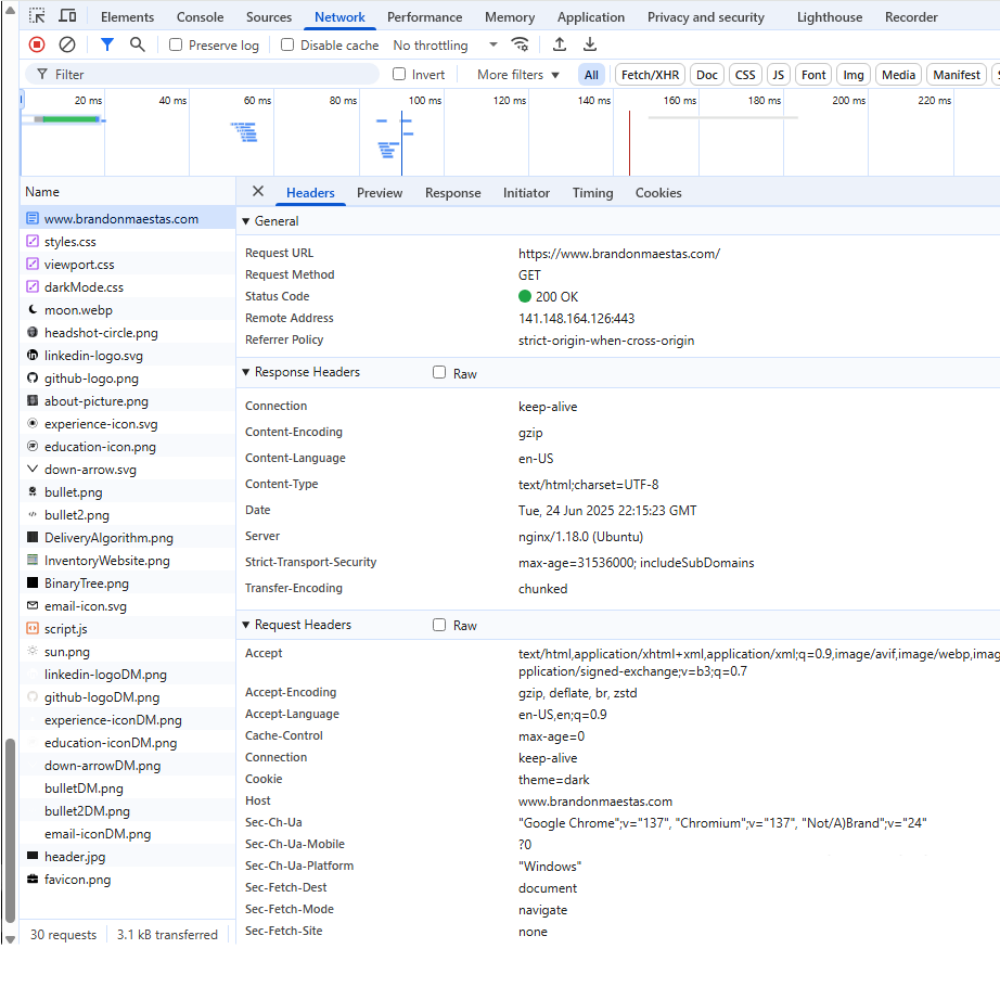 Elements Console Sources Network Performance Memory Application Privacy and security Lighthouse Recorder
Preserve log Disable cache No throttling
Filter Invert More filters All Fetch/XHR Doc CSS JS Font Img Media Manifest
20 ms 40 ms 60 ms 80 ms 100 ms 120 ms 140 ms 160 ms 180 ms 200 ms 220 ms
Name
www.brandonmaestas.com
styles.css
viewport.css
darkMode.css
moon.webp
headshot-circle.png
linkedin-logo.svg
github-logo.png
about-picture.png
experience-icon.svg
education-icon.png
down-arrow.svg
bullet.png
bullet2.png
DeliveryAlgorithm.png
InventoryWebsite.png
BinaryTree.png
email-icon.svg
script.js
sun.png
linkedin-logoDM.png
github-logoDM.png
experience-iconDM.png
education-iconDM.png
down-arrowDM.png
bulletDM.png
bullet2DM.png
email-iconDM.png
header.jpg
favicon.png
30 requests 3.1 kB transferred
Headers Preview Response Initiator Timing Cookies
General
Request URL https://www.brandonmaestas.com/
Request Method GET
Status Code 200 OK
Remote Address 141.148.164.126:443
Referrer Policy strict-origin-when-cross-origin
Response Headers Raw
Connection keep-alive
Content-Encoding gzip
Content-Language en-US
Content-Type text/html;charset=UTF-8
Date Tue, 24 Jun 2025 22:15:23 GMT
Server nginx/1.18.0 (Ubuntu)
Strict-Transport-Security max-age=31536000; includeSubDomains
Transfer-Encoding chunked
Request Headers Raw
Accept text/html,application/xhtml+xml,application/xml;q=0.9,image/avif,image/webp,imag
pplication/signed-exchange;v=b3;q=0.7
Accept-Encoding gzip, deflate, br, zstd
Accept-Language en-US,en;q=0.9
Cache-Control max-age=0
Connection keep-alive
Cookie theme=dark
Host www.brandonmaestas.com
Sec-Ch-Ua "Google Chrome";v="137", "Chromium";v="137", "Not/A)Brand";v="24"
Sec-Ch-Ua-Mobile ?0
Sec-Ch-Ua-Platform "Windows"
Sec-Fetch-Dest document
Sec-Fetch-Mode navigate
Sec-Fetch-Site none